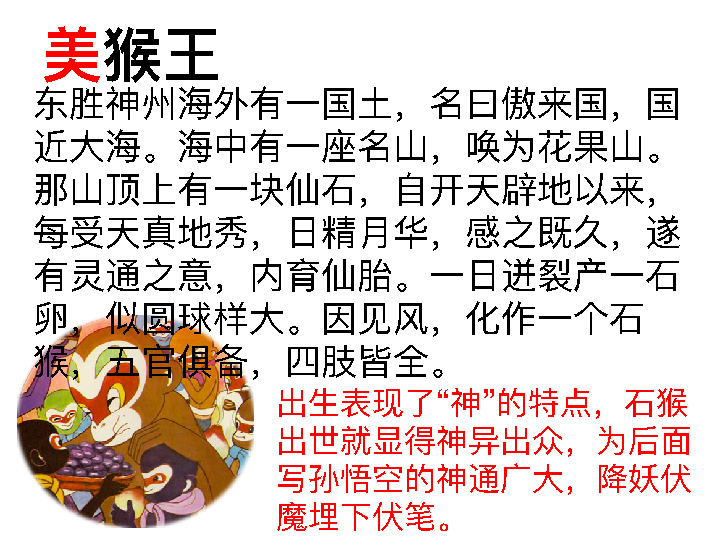 美猴王
东胜神州海外有一国土，名曰傲来国，国
近大海。海中有一座名山，唤为花果山。
那山顶上有一块仙石，自开天辟地以来，
每受天真地秀，日精月华，感之既久，遂
有灵通之意，内育仙胎。一日迸裂产一石
卵，似圆球样大。因见风，化作一个石
猴，五官俱备，四肢皆全。
出生表现了“神”的特点，石猴
出世就显得神异出众，为后面
写孙悟空的神通广大，降妖伏
魔埋下伏笔。